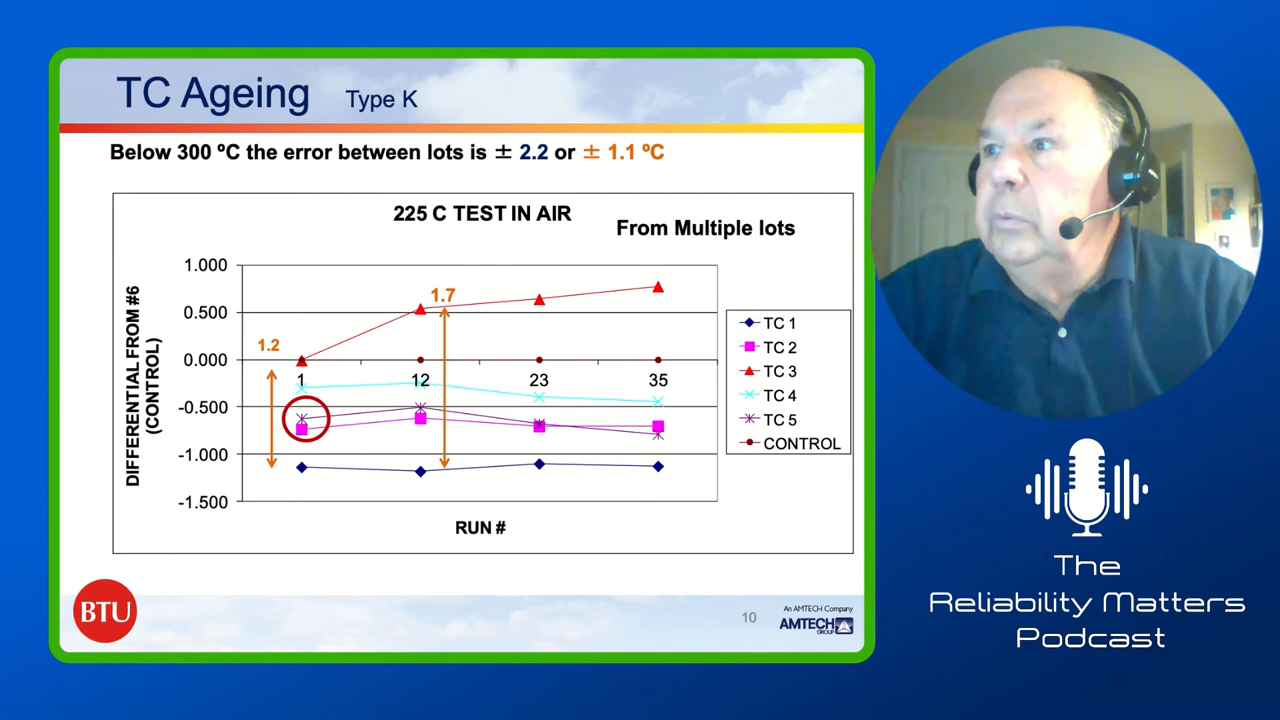 TC Ageing Type K
Below 300 ºC the error between lots is ± 2.2 or ± 1.1 ºC
225 C TEST IN AIR
From Multiple lots
DIFFERENTIAL FROM #6
(CONTROL)
1.000
0.500
0.000
-0.500
-1.000
-1.500
1.2
1.7
1
12
23
35
RUN #
TC 1
TC 2
TC 3
TC 4
TC 5
CONTROL
BTU
10
An AMTECH Company
AMTECH
GROUP
The
Reliability Matters
Podcast